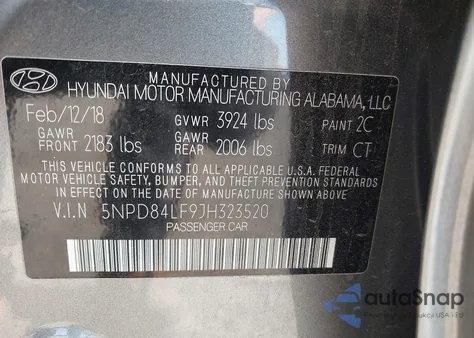 MANUFACTURED BY
HYUNDAI MOTOR MANUFACTURING ALABAMA, LLC
Feb/12/18 GVWR 3924 lbs PAINT 2C
GAWR FRONT 2183 lbs GAWR REAR 2006 lbs TRIM CT
THIS VEHICLE CONFORMS TO ALL APPLICABLE U.S.A. FEDERAL
MOTOR VEHICLE SAFETY, BUMPER, AND THEFT PREVENTION STANDARDS
IN EFFECT ON THE DATE OF MANUFACTURE SHOWN ABOVE.
V.I.N 5NPD84LF9JH323520
PASSENGER CAR
autoSnap
USA i EU